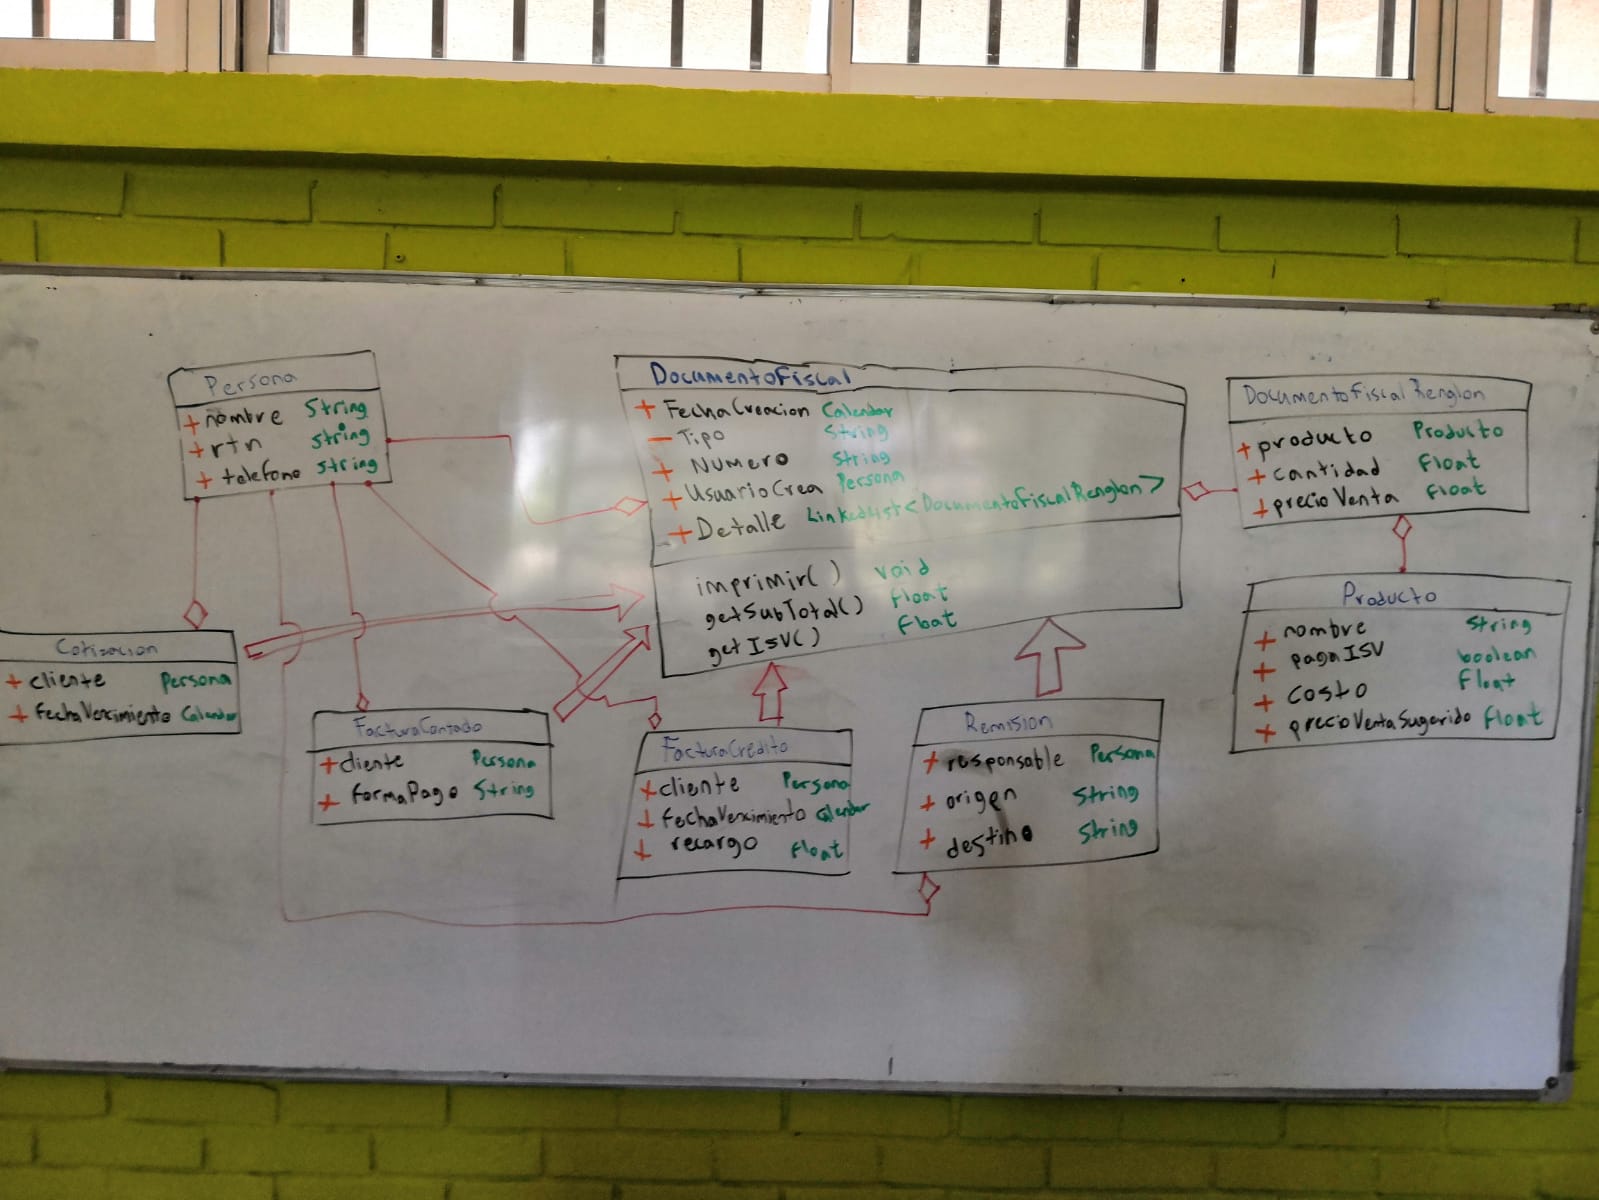 Persona
+ nombre String
+ rtn String
+ telefono String
DocumentoFiscal
+ FechaCreacion Calendar
- Tipo String
+ Numero String
+ UsuarioCrea Persona
+ Detalle LinkedList<DocumentoFiscalRenglon>
imprimir() void
getSubTotal() float
getISV() float
DocumentoFiscalRenglon
+ producto Producto
+ cantidad float
+ precioVenta float
Producto
+ nombre String
+ pagaISV boolean
+ costo float
+ precioVentaSugerido float
Cotizacion
+ cliente Persona
+ fechaVencimiento Calendar
FacturaContado
+ cliente Persona
+ formaPago String
FacturaCredito
+ cliente Persona
+ fechaVencimiento Calendar
+ recargo float
Remision
+ responsable Persona
+ origen String
+ destino String